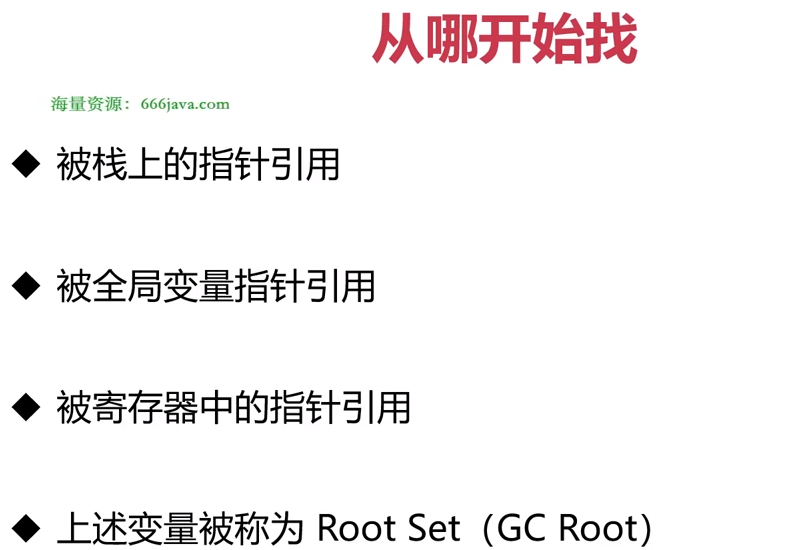 从哪开始找
海量资源：666java.com
◆ 被栈上的指针引用
◆ 被全局变量指针引用
◆ 被寄存器中的指针引用
◆ 上述变量被称为 Root Set（GC Root）